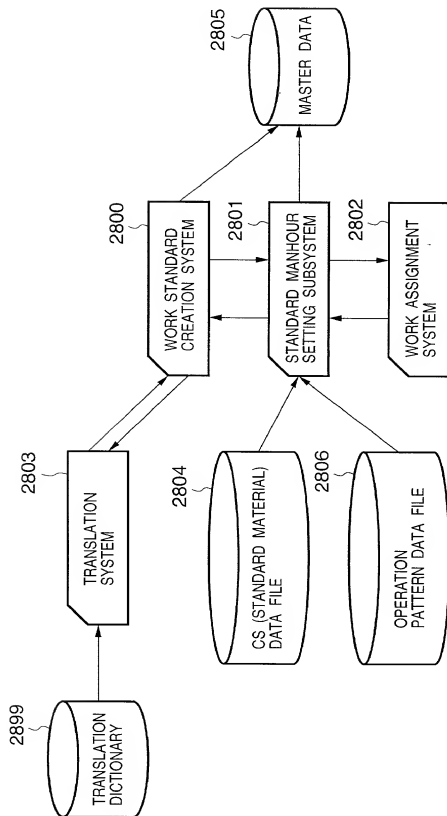 2899
TRANSLATION
DICTIONARY
2803
TRANSLATION
SYSTEM
2800
WORK STANDARD
CREATION SYSTEM
2805
MASTER DATA
2804
CS (STANDARD MATERIAL)
DATA FILE
2801
STANDARD MANHOUR
SETTING SUBSYSTEM
2806
OPERATION
PATTERN DATA FILE
2802
WORK ASSIGNMENT
SYSTEM